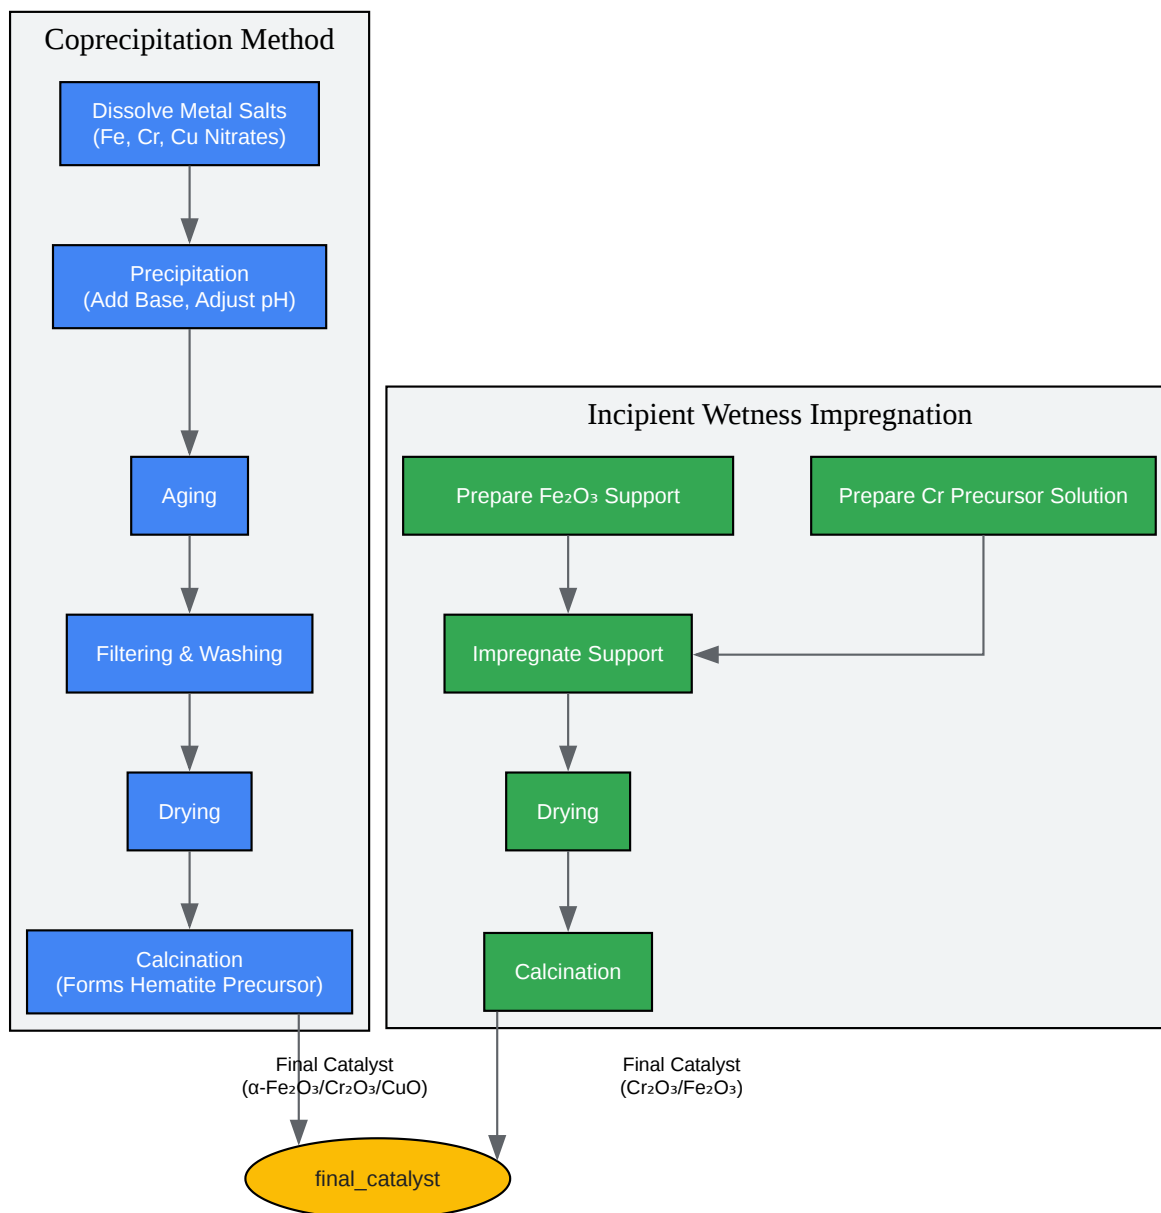 Coprecipitation Method
Dissolve Metal Salts
(Fe, Cr, Cu Nitrates)
Precipitation
(Add Base, Adjust pH)
Aging
Filtering & Washing
Drying
Calcination
(Forms Hematite Precursor)
Incipient Wetness Impregnation
Prepare Fe₂O₃ Support
Prepare Cr Precursor Solution
Impregnate Support
Drying
Calcination
Final Catalyst
(α-Fe₂O₃/Cr₂O₃/CuO)
Final Catalyst
(Cr₂O₃/Fe₂O₃)
final_catalyst